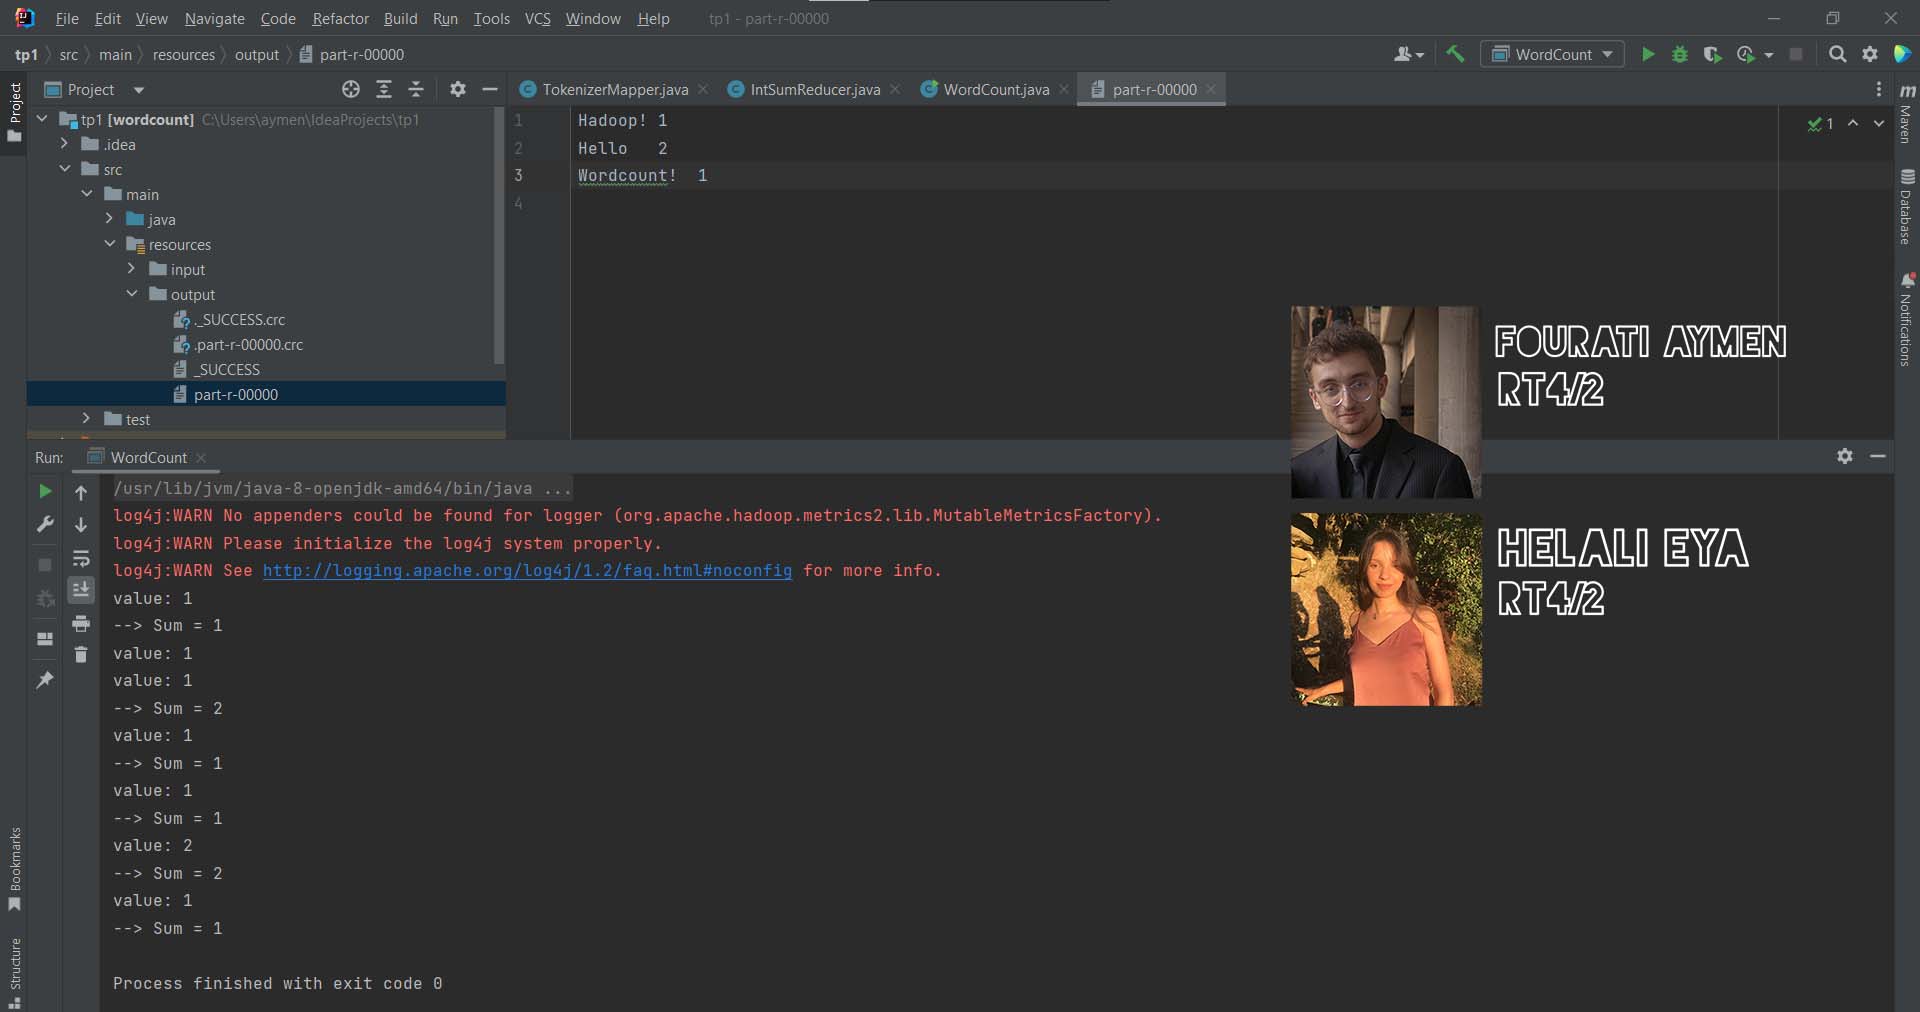 File Edit View Navigate Code Refactor Build Run Tools VCS Window Help tp1 - part-r-00000
tp1 src main resources output part-r-00000 WordCount
Project
TokenizerMapper.java IntSumReducer.java WordCount.java part-r-00000
Project
tp1 [wordcount] C:\Users\aymen\IdeaProjects\tp1
.idea
src
main
java
resources
input
output
._SUCCESS.crc
.part-r-00000.crc
_SUCCESS
part-r-00000
test
1 Hadoop! 1
2 Hello 2
3 Wordcount! 1
4
1
Maven
Database
Notifications
FOURATI AYMEN
RT4/2
HELALI EYA
RT4/2
Run: WordCount
/usr/lib/jvm/java-8-openjdk-amd64/bin/java ...
log4j:WARN No appenders could be found for logger (org.apache.hadoop.metrics2.lib.MutableMetricsFactory).
log4j:WARN Please initialize the log4j system properly.
log4j:WARN See http://logging.apache.org/log4j/1.2/faq.html#noconfig for more info.
value: 1
--> Sum = 1
value: 1
value: 1
--> Sum = 2
value: 1
--> Sum = 1
value: 1
--> Sum = 1
value: 2
--> Sum = 2
value: 1
--> Sum = 1
Process finished with exit code 0
Bookmarks
Structure